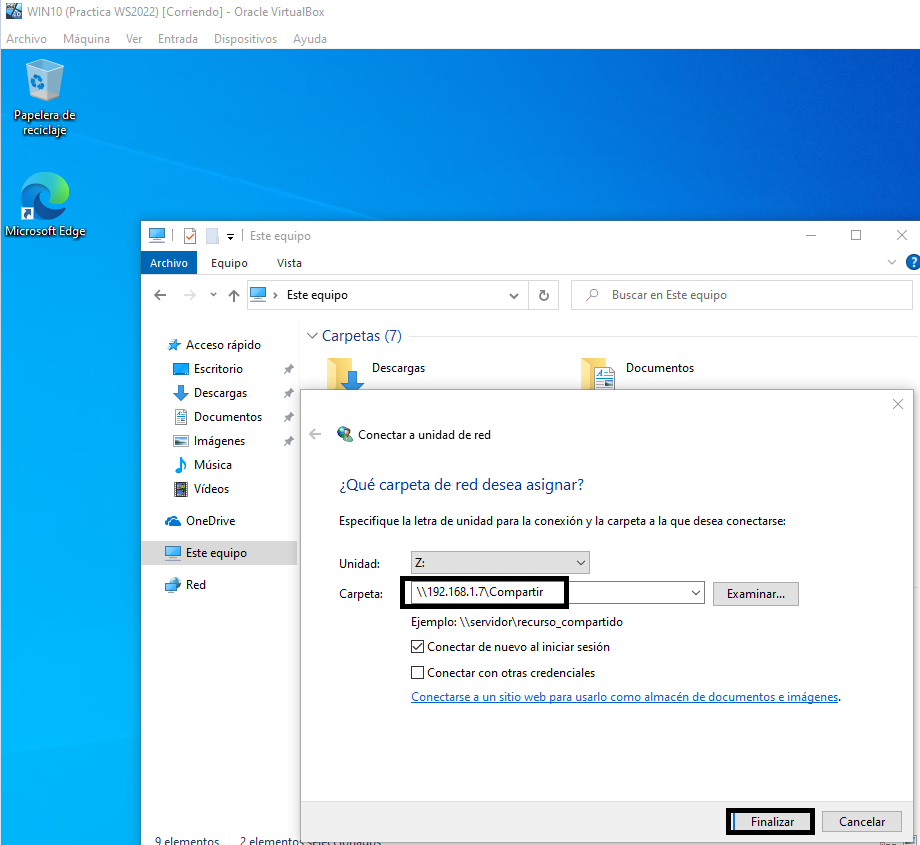 WIN10 (Practica WS2022) [Corriendo] - Oracle VirtualBox
Archivo Máquina Ver Entrada Dispositivos Ayuda
Papelera de
reciclaje
Microsoft Edge
Este equipo
Archivo Equipo Vista
Este equipo
Buscar en Este equipo
Acceso rápido
Escritorio
Descargas
Documentos
Imágenes
Música
Vídeos
OneDrive
Este equipo
Red
Carpetas (7)
Descargas
Documentos
Conectar a unidad de red
¿Qué carpeta de red desea asignar?
Especifique la letra de unidad para la conexión y la carpeta a la que desea conectarse:
Unidad: Z:
Carpeta: \\192.168.1.7\Compartir Examinar...
Ejemplo: \\servidor\recurso_compartido
Conectar de nuevo al iniciar sesión
Conectar con otras credenciales
Conectarse a un sitio web para usarlo como almacén de documentos e imágenes.
Finalizar Cancelar
9 elementos 2 elementos seleccionados